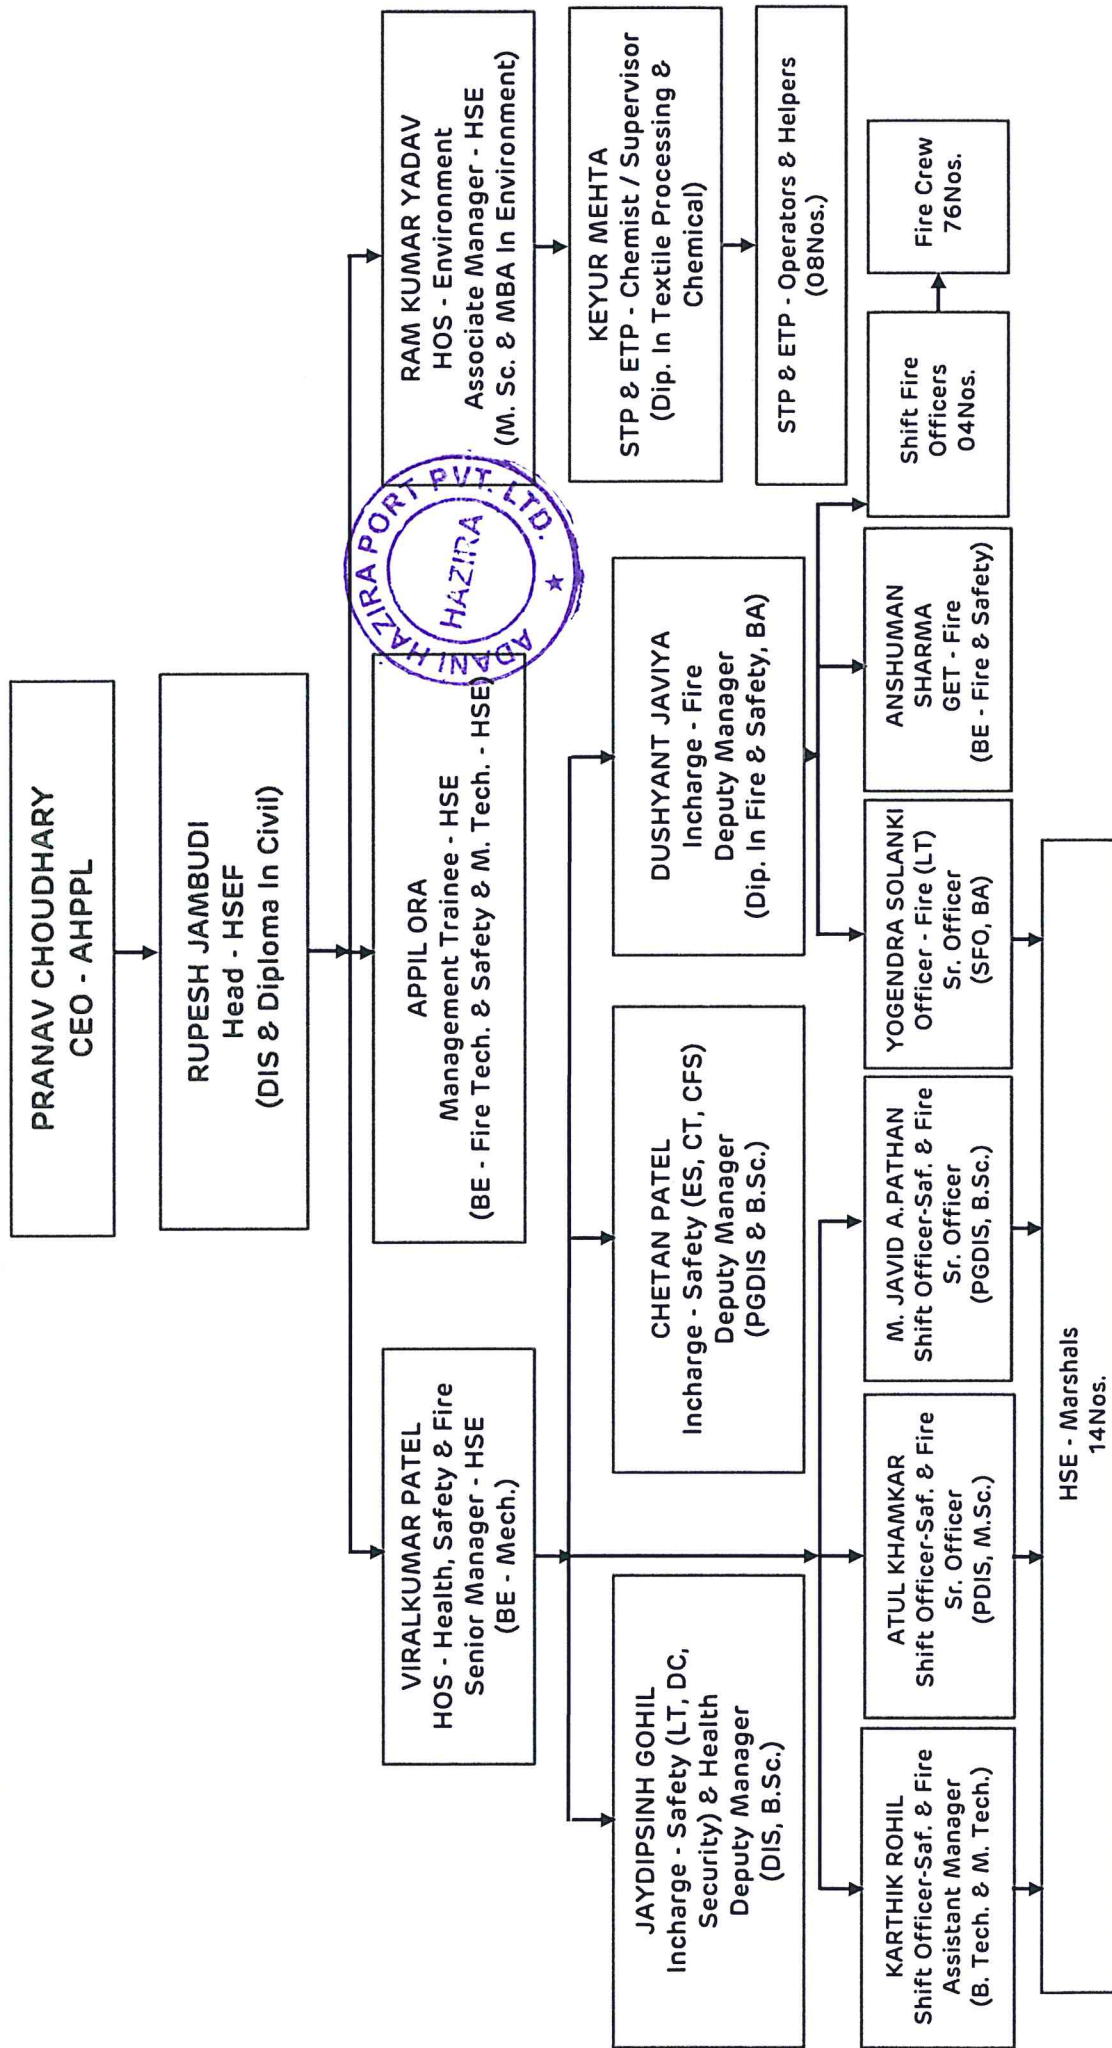 PRANAV CHOUDHARY
CEO - AHPPL
RUPESH JAMBUDI
Head - HSEF
(DIS & Diploma In Civil)
VIRALKUMAR PATEL
HOS - Health, Safety & Fire
Senior Manager - HSE
(BE - Mech.)
APPIL ORA
Management Trainee - HSE
(BE - Fire Tech. & Safety & M. Tech. - HSE)
RAM KUMAR YADAV
HOS - Environment
Associate Manager - HSE
(M. Sc. & MBA In Environment)
ADANI HAZIRA PORT PVT. LTD.
HAZIRA
KEYUR MEHTA
STP & ETP - Chemist / Supervisor
(Dip. In Textile Processing &
Chemical)
STP & ETP - Operators & Helpers
(08Nos.)
JAYDIPSINH GOHIL
Incharge - Safety (LT, DC,
Security) & Health
Deputy Manager
(DIS, B.Sc.)
CHETAN PATEL
Incharge - Safety (ES, CT, CFS)
Deputy Manager
(PGDIS & B.Sc.)
DUSHYANT JAVIYA
Incharge - Fire
Deputy Manager
(Dip. In Fire & Safety, BA)
KARTHIK ROHIL
Shift Officer-Saf. & Fire
Assistant Manager
(B. Tech. & M. Tech.)
ATUL KHAMKAR
Shift Officer-Saf. & Fire
Sr. Officer
(PDIS, M.Sc.)
M. JAVID A.PATHAN
Shift Officer-Saf. & Fire
Sr. Officer
(PGDIS, B.Sc.)
YOGENDRA SOLANKI
Officer - Fire (LT)
Sr. Officer
(SFO, BA)
ANSHUMAN
SHARMA
GET - Fire
(BE - Fire & Safety)
Shift Fire
Officers
04Nos.
Fire Crew
76Nos.
HSE - Marshals
14Nos.